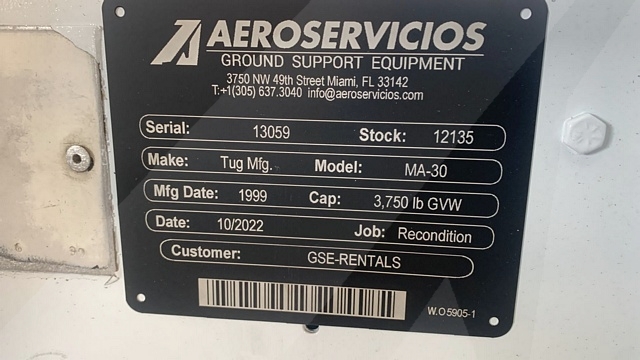 AEROSERVICIOS
GROUND SUPPORT EQUIPMENT
3750 NW 49th Street Miami, FL 33142
T:+1(305) 637.3040 info@aeroservicios.com
Serial: 13059 Stock: 12135
Make: Tug Mfg. Model: MA-30
Mfg Date: 1999 Cap: 3,750 lb GVW
Date: 10/2022 Job: Recondition
Customer: GSE-RENTALS
W.O5905-1